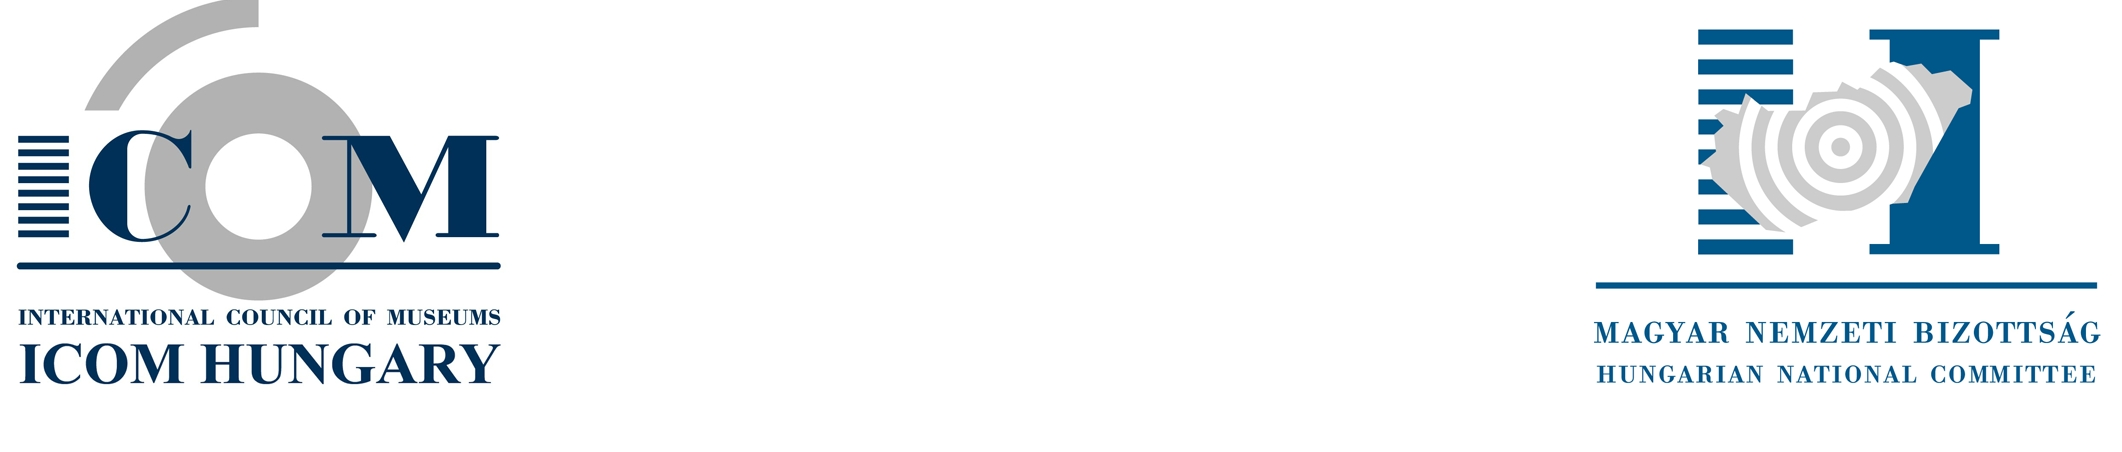 ICOM
INTERNATIONAL COUNCIL OF MUSEUMS
ICOM HUNGARY
MAGYAR NEMZETI BIZOTTSÁG
HUNGARIAN NATIONAL COMMITTEE